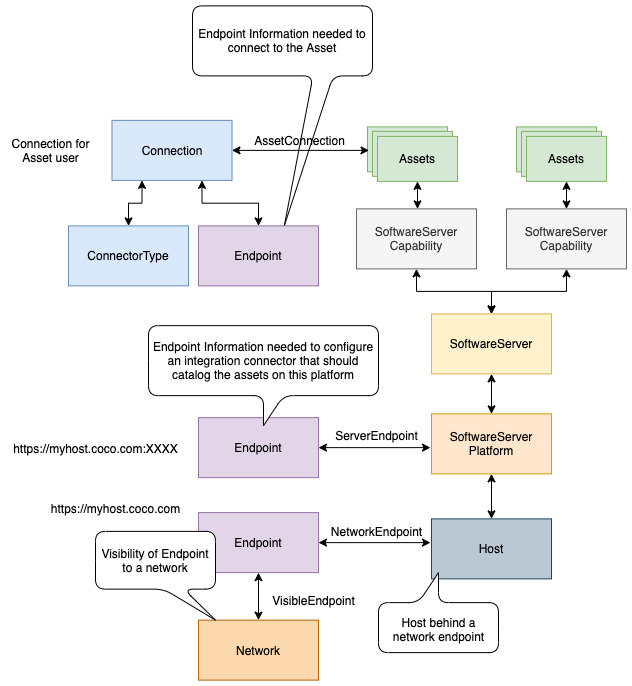 Endpoint Information needed to
connect to the Asset
Connection for
Asset user
Connection
AssetConnection
Assets
Assets
ConnectorType
Endpoint
SoftwareServer
Capability
SoftwareServer
Capability
SoftwareServer
Endpoint Information needed to configure
an integration connector that should
catalog the assets on this platform
https://myhost.coco.com:XXXX
Endpoint
ServerEndpoint
SoftwareServer
Platform
https://myhost.coco.com
Endpoint
NetworkEndpoint
Host
Visibility of Endpoint
to a network
VisibleEndpoint
Host behind a
network endpoint
Network